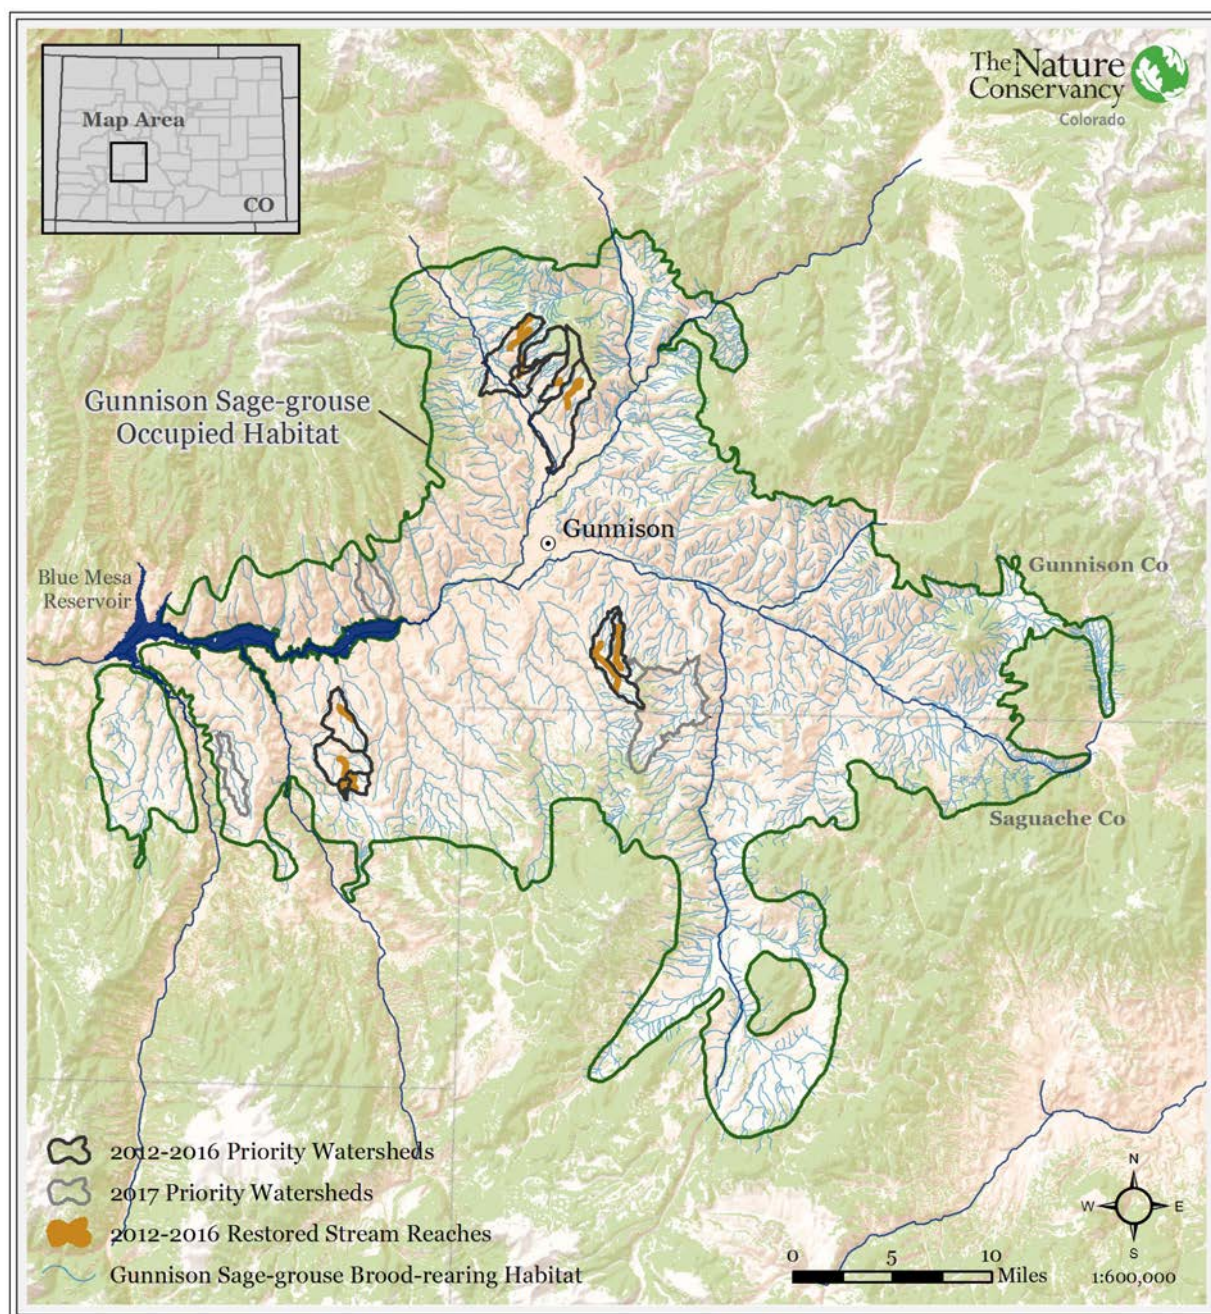 The Nature
Conservancy
Colorado
Map Area
CO
Gunnison Sage-grouse
Occupied Habitat
Gunnison
Blue Mesa
Reservoir
Gunnison Co
Saguache Co
2012-2016 Priority Watersheds
2017 Priority Watersheds
2012-2016 Restored Stream Reaches
Gunnison Sage-grouse Brood-rearing Habitat
N
W
E
S
0 5 10
Miles
1:600,000